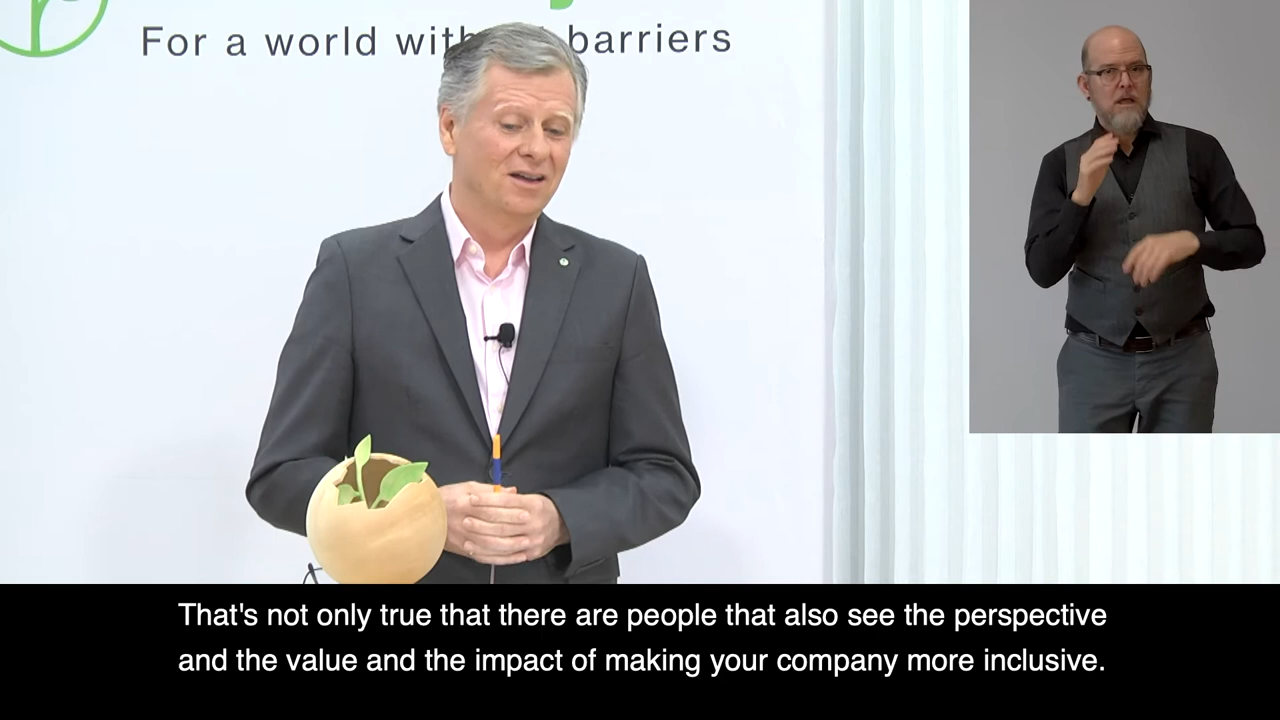 For a world with barriers
That's not only true that there are people that also see the perspective
and the value and the impact of making your company more inclusive.